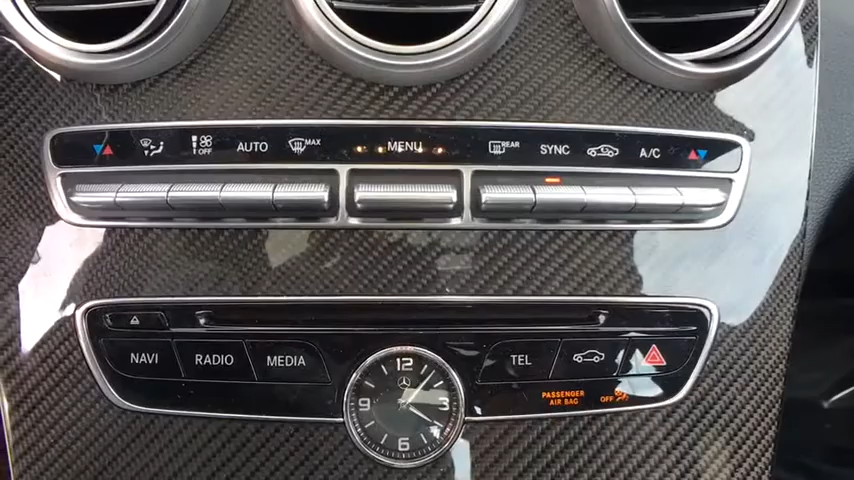 OFF AUTO MAX MENU REAR SYNC A/C
NAVI RADIO MEDIA TEL
PASSENGER
AIR BAG OFF
12
9 3
6